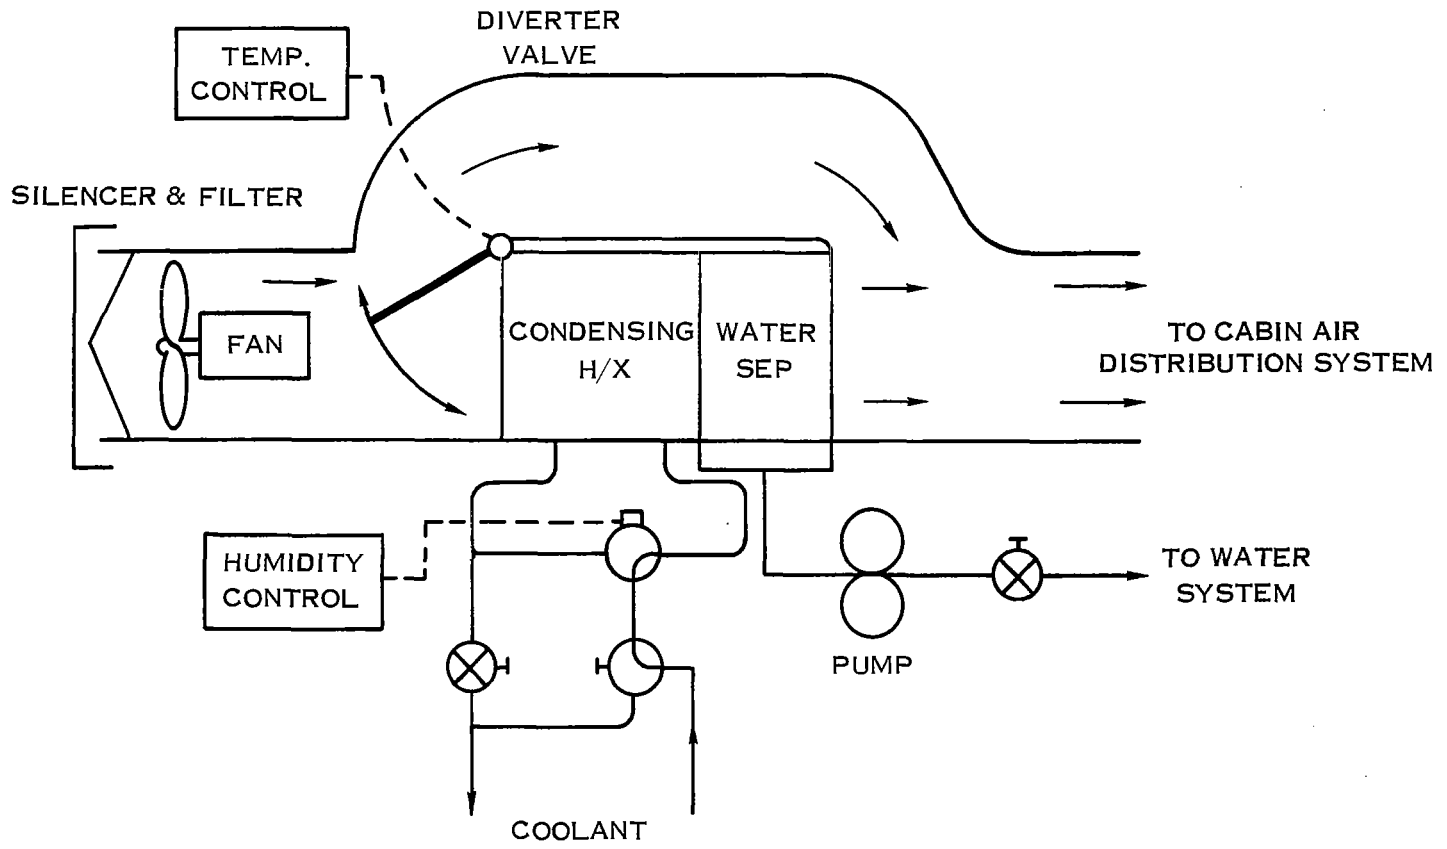 DIVERTER
VALVE
TEMP.
CONTROL
SILENCER & FILTER
FAN
CONDENSING
H/X
WATER
SEP
TO CABIN AIR
DISTRIBUTION SYSTEM
HUMIDITY
CONTROL
TO WATER
SYSTEM
PUMP
COOLANT